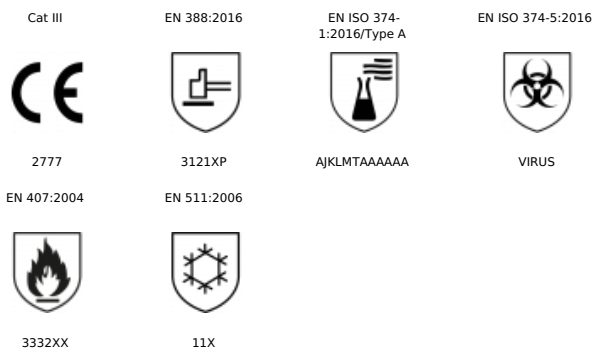 Cat III
EN 388:2016
EN ISO 374-
1:2016/Type A
EN ISO 374-5:2016
CE
2777
3121XP
AJKLMTAAAAAA
VIRUS
EN 407:2004
EN 511:2006
3332XX
11X